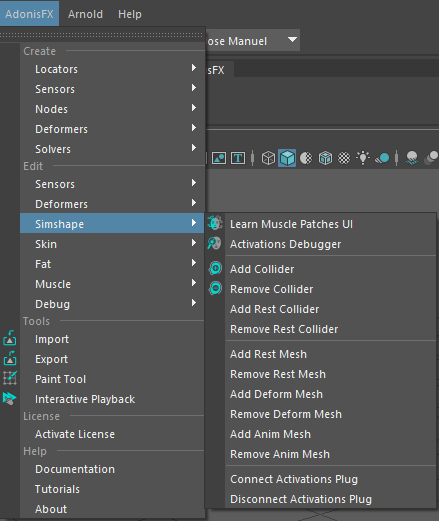 AdonisFX Arnold Help
ose Manuel
sFX
Create
Locators
Sensors
Nodes
Deformers
Solvers
Edit
Sensors
Deformers
Simshape
Skin
Fat
Muscle
Debug
Tools
Import
Export
Paint Tool
Interactive Playback
License
Activate License
Help
Documentation
Tutorials
About
Learn Muscle Patches UI
Activations Debugger
Add Collider
Remove Collider
Add Rest Collider
Remove Rest Collider
Add Rest Mesh
Remove Rest Mesh
Add Deform Mesh
Remove Deform Mesh
Add Anim Mesh
Remove Anim Mesh
Connect Activations Plug
Disconnect Activations Plug